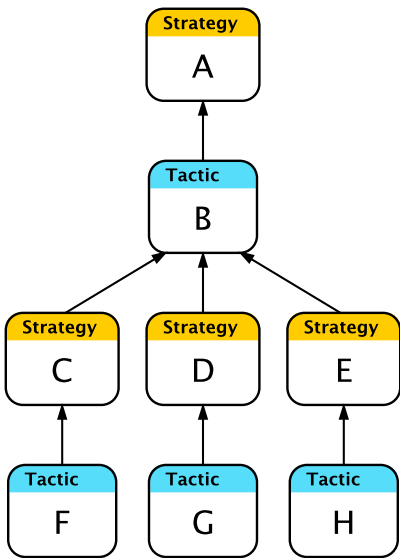 Strategy
A
Tactic
B
Strategy
C
Strategy
D
Strategy
E
Tactic
F
Tactic
G
Tactic
H